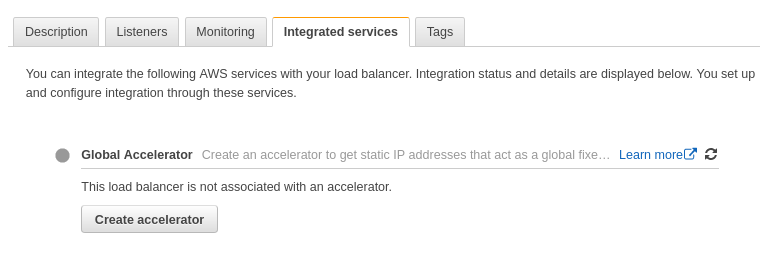 Description Listeners Monitoring Integrated services Tags
You can integrate the following AWS services with your load balancer. Integration status and details are displayed below. You set up
and configure integration through these services.
Global Accelerator Create an accelerator to get static IP addresses that act as a global fixe… Learn more
This load balancer is not associated with an accelerator.
Create accelerator